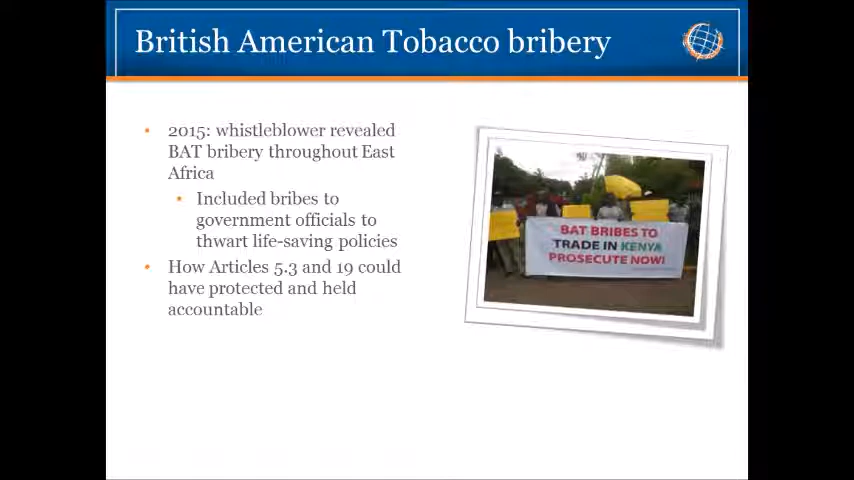 British American Tobacco bribery
2015: whistleblower revealed
BAT bribery throughout East
Africa
Included bribes to
government officials to
thwart life-saving policies
How Articles 5.3 and 19 could
have protected and held
accountable
BAT BRIBES TO
TRADE IN KENYA
PROSECUTE NOW!